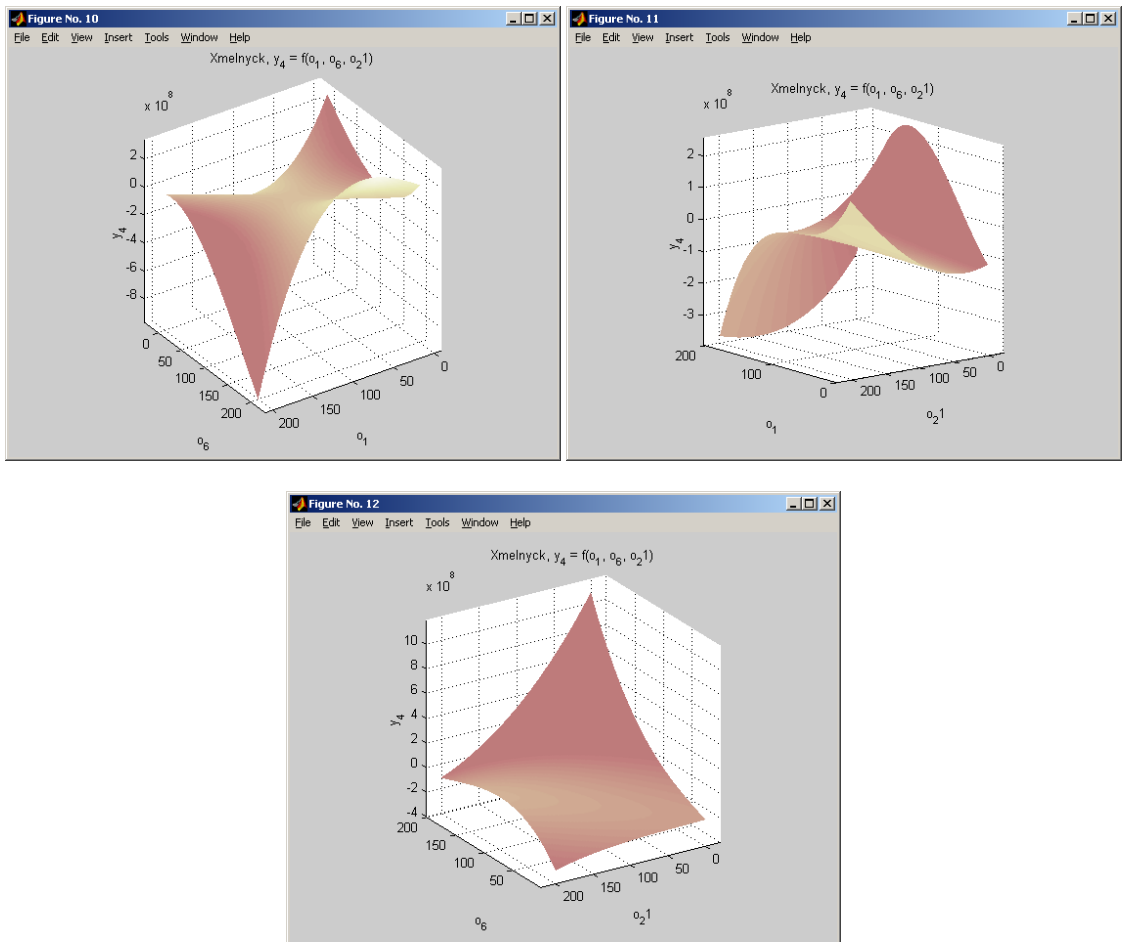 Figure No. 10
File Edit View Insert Tools Window Help
Xmelnyck, y4 = f(o1, o6, o21)
x 10^8
2
0
-2
-4
-6
-8
y4
0
50
100
150
200
o6
200
150
100
50
0
o1
Figure No. 11
File Edit View Insert Tools Window Help
Xmelnyck, y4 = f(o1, o6, o21)
x 10^8
2
1
0
-1
-2
-3
y4
200
100
0
o1
200
150
100
50
0
o21
Figure No. 12
File Edit View Insert Tools Window Help
Xmelnyck, y4 = f(o1, o6, o21)
x 10^8
10
8
6
4
2
0
-2
-4
y4
200
150
100
50
o6
200
150
100
50
0
o21